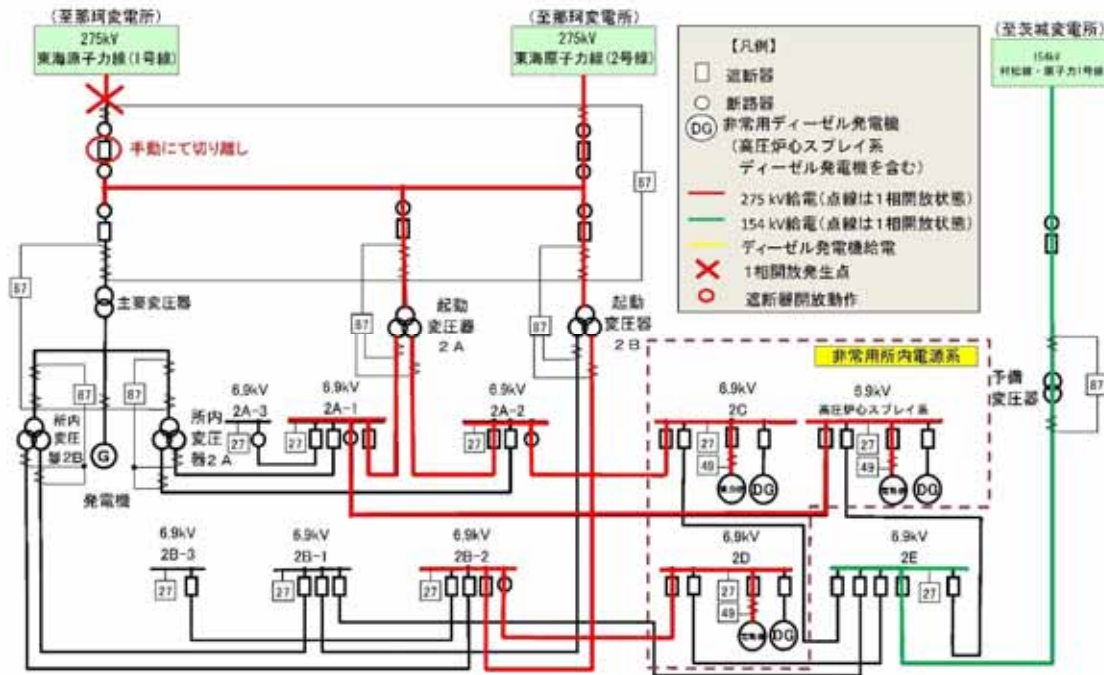 (至那珂変電所)
275kV
東海原子力線(1号線)
(至那珂変電所)
275kV
東海原子力線(2号線)
(至茨城変電所)
154kV
村松線・原子力1号線
【凡例】
遮断器
断路器
DG
非常用ディーゼル発電機
(高圧炉心スプレイ系
ディーゼル発電機を含む)
275 kV給電(点線は1相開放状態)
154 kV給電(点線は1相開放状態)
ディーゼル発電機給電
1相開放発生点
遮断器開放動作
手動にて切り離し
87
87
主要変圧器
87
起動
変圧器
2A
87
起動
変圧器
2B
87
87
所内
変圧
器2B
G
発電機
87
所内
変圧
器2A
予備
変圧器
87
非常用所内電源系
6.9kV
2A-3
27
6.9kV
2A-1
27
6.9kV
2A-2
27
6.9kV
2C
27
49
DG
6.9kV
高圧炉心スプレイ系
27
49
電動機
DG
6.9kV
2B-3
27
6.9kV
2B-1
27
6.9kV
2B-2
27
6.9kV
2D
27
49
電動機
DG
6.9kV
2E
27